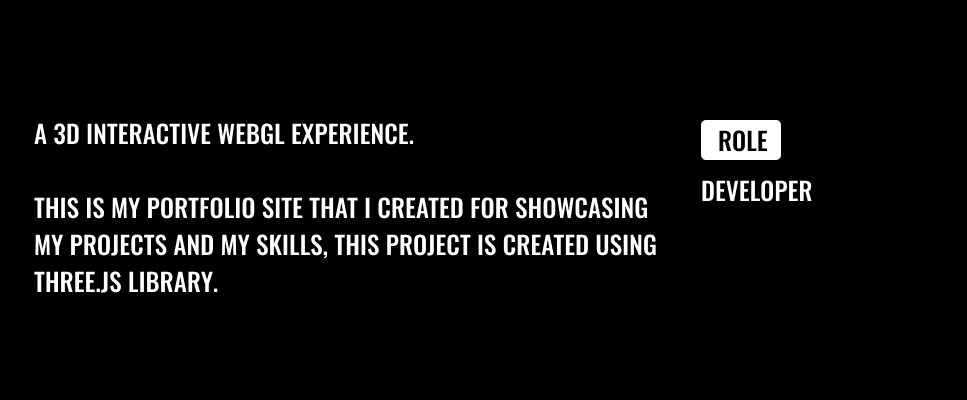 A 3D INTERACTIVE WEBGL EXPERIENCE.
THIS IS MY PORTFOLIO SITE THAT I CREATED FOR SHOWCASING
MY PROJECTS AND MY SKILLS, THIS PROJECT IS CREATED USING
THREE.JS LIBRARY.
ROLE
DEVELOPER